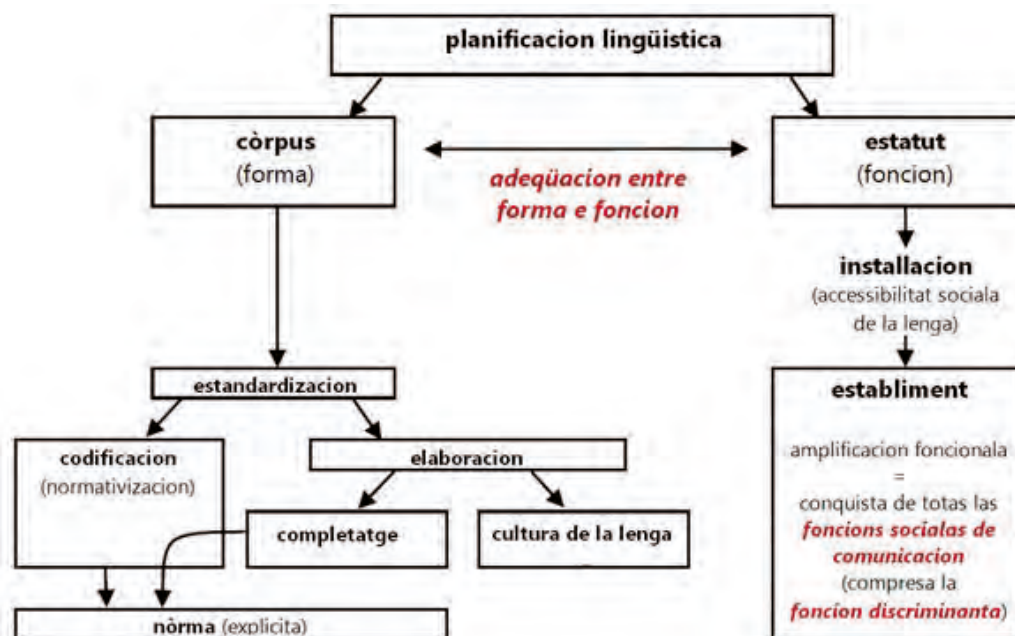 planificacion lingüistica
còrpus
(forma)
estatut
(foncion)
adeqüacion entre
forma e foncion
installacion
(accessibilitat sociala
de la lenga)
estandardizacion
establiment
codificacion
(normativizacion)
elaboracion
amplificacion foncionala
=
conquista de totas las
foncions socialas de
comunicacion
(compresa la
foncion discriminanta)
completatge
cultura de la lenga
nòrma (explicita)